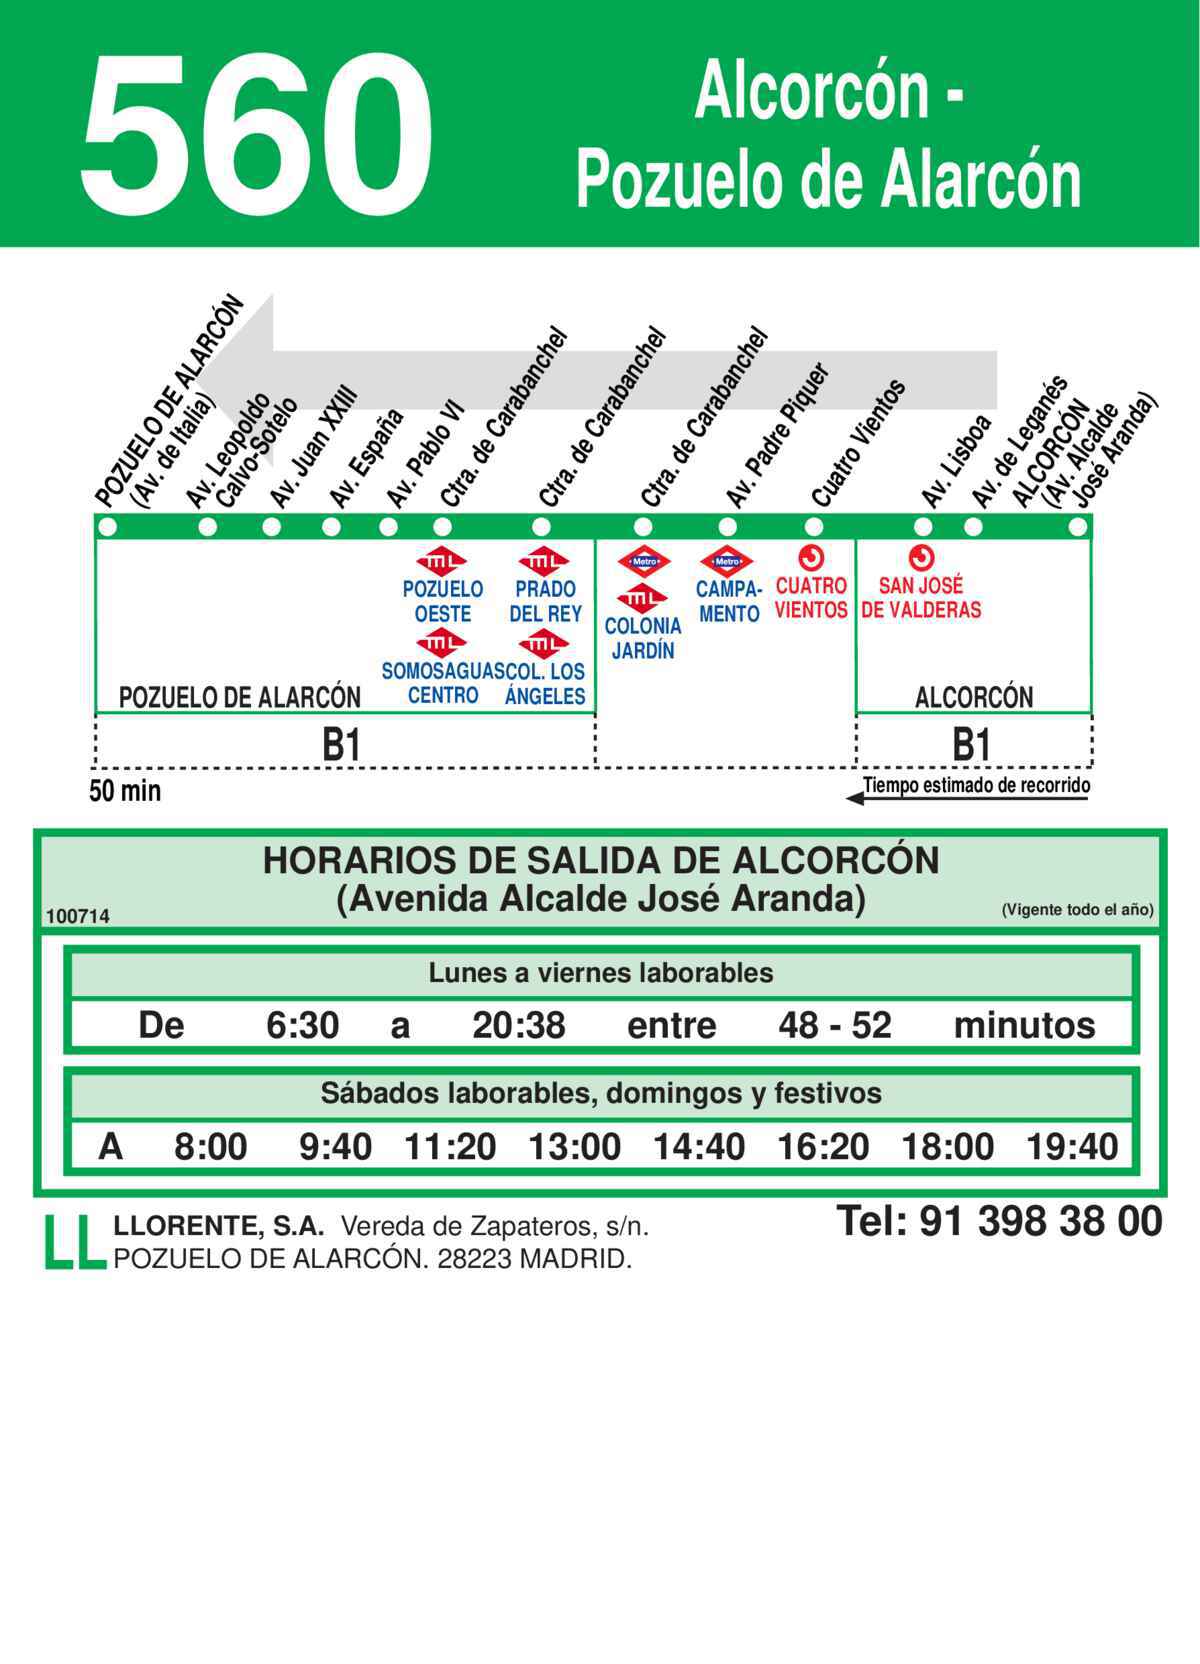 560
Alcorcón -
Pozuelo de Alarcón
POZUELO DE ALARCÓN
(Av. de Italia)
Av. Leopoldo
Calvo-Sotelo
Av. Juan XXIII
Av. España
Av. Pablo VI
Ctra. de Carabanchel
Ctra. de Carabanchel
Ctra. de Carabanchel
Av. Padre Piquer
Cuatro Vientos
Av. Lisboa
Av. de Leganés
ALCORCÓN
(Av. Alcalde
José Aranda)
ML
POZUELO
OESTE
ML
SOMOSAGUAS
CENTRO
ML
PRADO
DEL REY
ML
COL. LOS
ÁNGELES
Metro
ML
COLONIA
JARDÍN
Metro
CAMPA-
MENTO
CUATRO
VIENTOS
SAN JOSÉ
DE VALDERAS
POZUELO DE ALARCÓN
ALCORCÓN
B1
B1
50 min
Tiempo estimado de recorrido
HORARIOS DE SALIDA DE ALCORCÓN
(Avenida Alcalde José Aranda)
100714
(Vigente todo el año)
Lunes a viernes laborables
De 6:30 a 20:38 entre 48 - 52 minutos
Sábados laborables, domingos y festivos
A 8:00 9:40 11:20 13:00 14:40 16:20 18:00 19:40
LL
LLORENTE, S.A. Vereda de Zapateros, s/n.
POZUELO DE ALARCÓN. 28223 MADRID.
Tel: 91 398 38 00